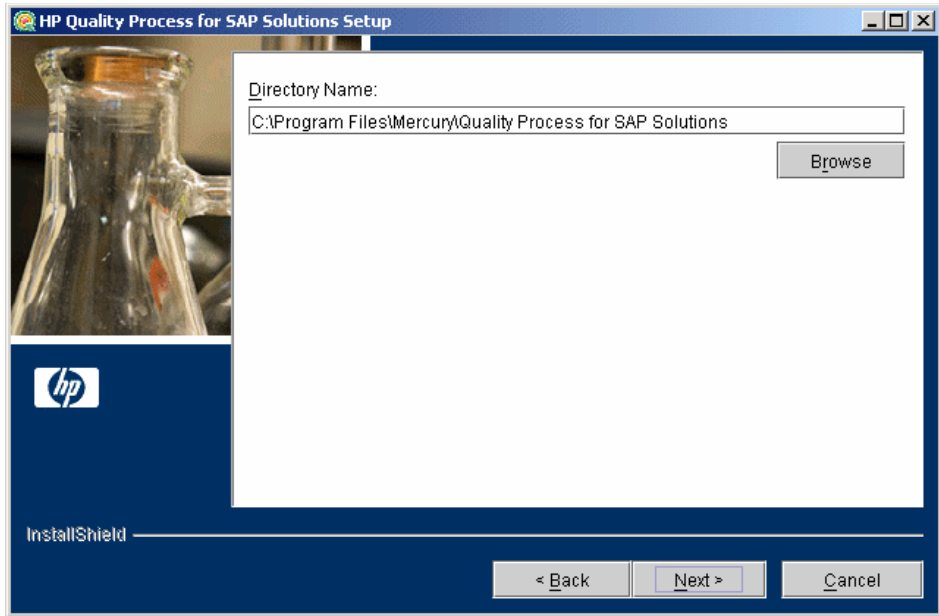 HP Quality Process for SAP Solutions Setup
Directory Name:
C:\Program Files\Mercury\Quality Process for SAP Solutions
Browse
hp
InstallShield
< Back
Next >
Cancel